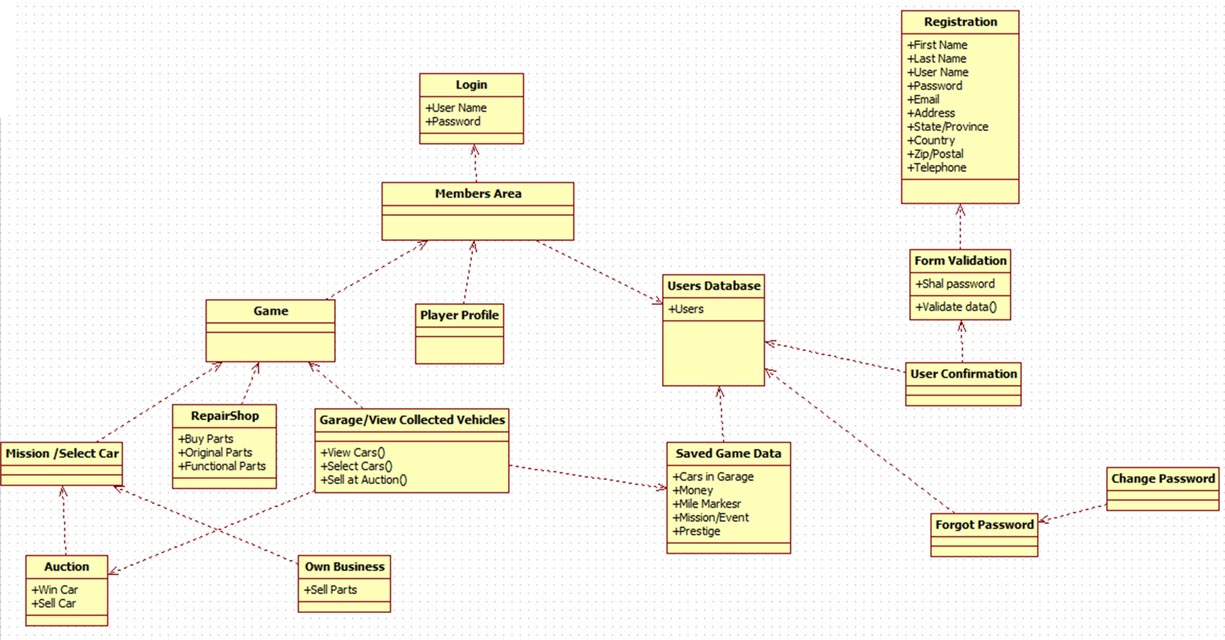 Registration
+First Name
+Last Name
+User Name
+Password
+Email
+Address
+State/Province
+Country
+Zip/Postal
+Telephone
Login
+User Name
+Password
Members Area
Form Validation
+Shal password
+Validate data()
Users Database
+Users
Game
Player Profile
User Confirmation
RepairShop
+Buy Parts
+Original Parts
+Functional Parts
Garage/View Collected Vehicles
+View Cars()
+Select Cars()
+Sell at Auction()
Mission /Select Car
Saved Game Data
+Cars in Garage
+Money
+Mile Markesr
+Mission/Event
+Prestige
Change Password
Forgot Password
Auction
+Win Car
+Sell Car
Own Business
+Sell Parts